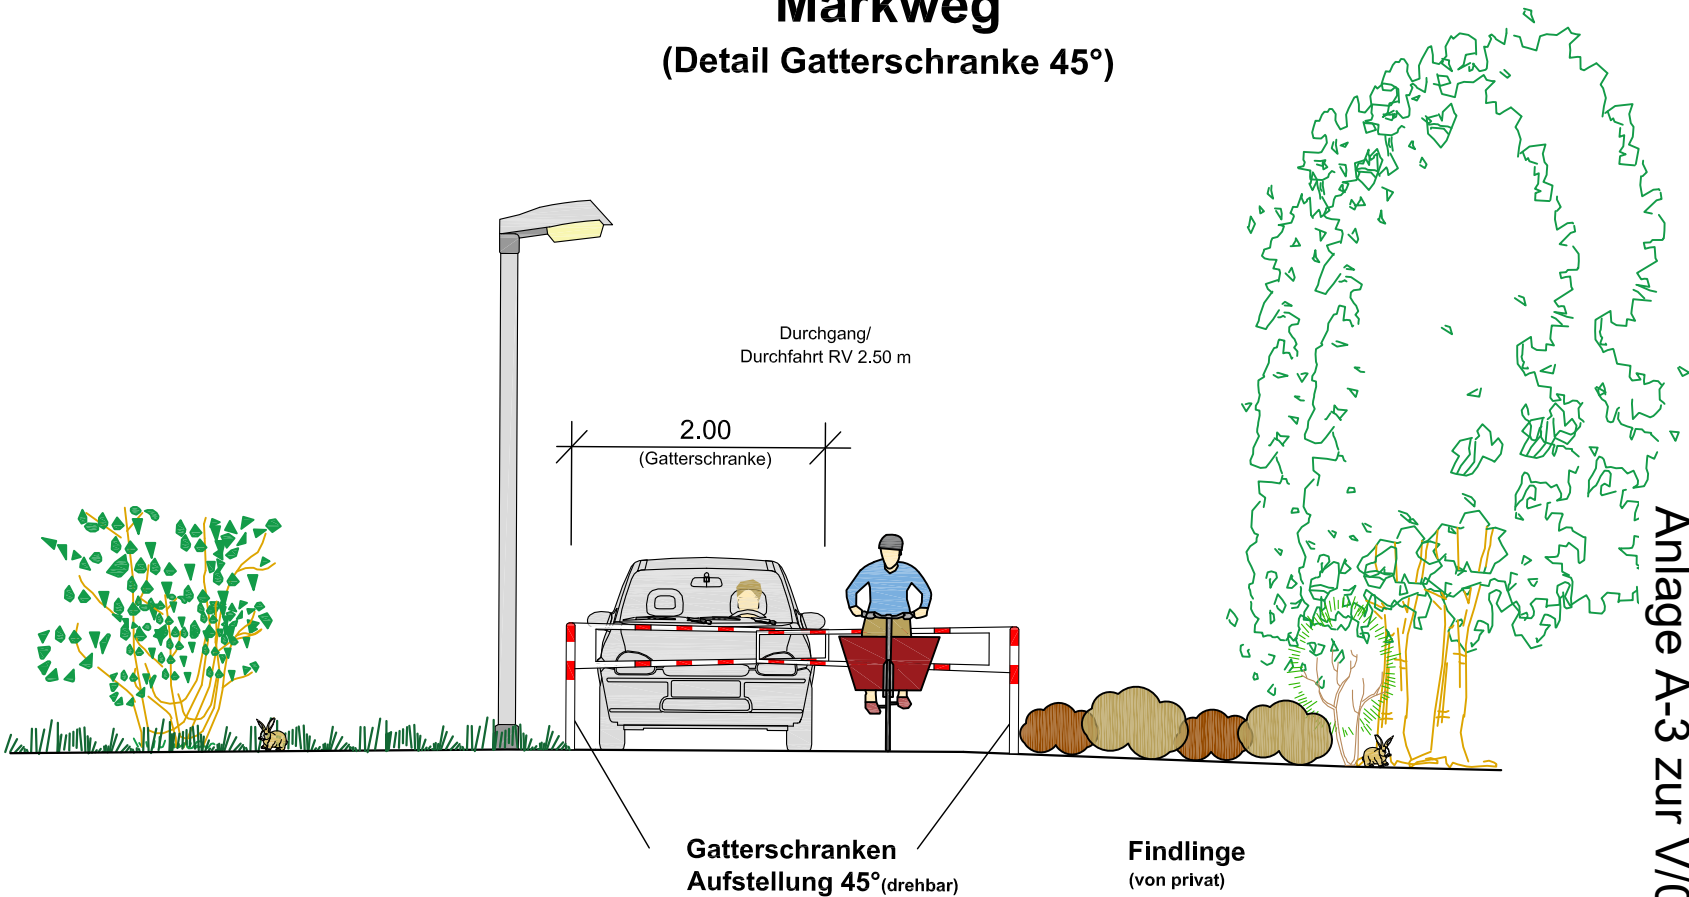 Markweg
(Detail Gatterschranke 45°)
Durchgang/
Durchfahrt RV 2.50 m
2.00
(Gatterschranke)
Gatterschranken
Aufstellung 45° (drehbar)
Findlinge
(von privat)
Anlage A-3 zur V/0